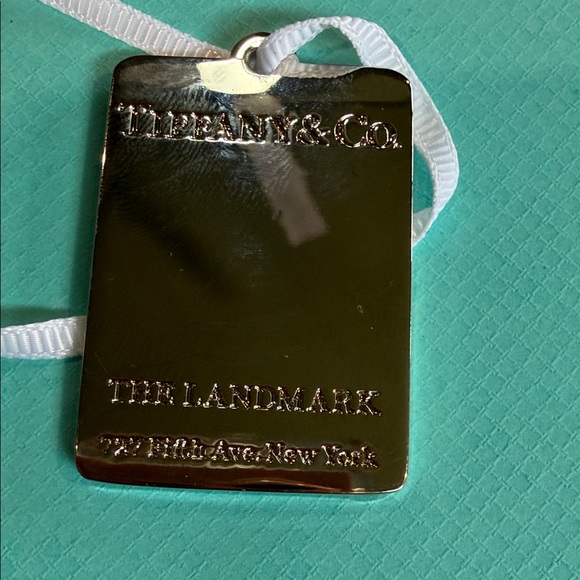 TIFFANY & CO.
THE LANDMARK
727 Fifth Ave. New York